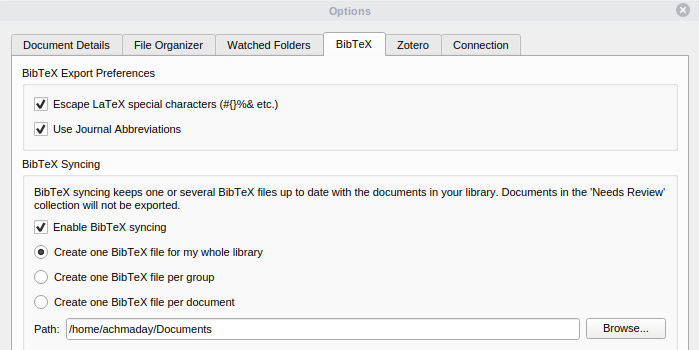 Options
Document Details File Organizer Watched Folders BibTeX Zotero Connection
BibTeX Export Preferences
Escape LaTeX special characters (#{}%& etc.)
Use Journal Abbreviations
BibTeX Syncing
BibTeX syncing keeps one or several BibTeX files up to date with the documents in your library. Documents in the 'Needs Review'
collection will not be exported.
Enable BibTeX syncing
Create one BibTeX file for my whole library
Create one BibTeX file per group
Create one BibTeX file per document
Path: /home/achmaday/Documents Browse...